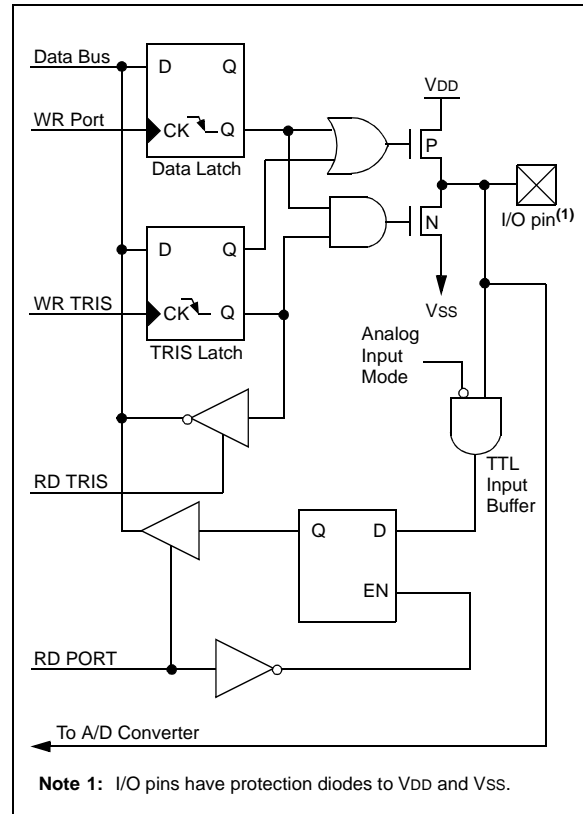 Data Bus
D Q
VDD
WR Port
CK Q
P
Data Latch
I/O pin(1)
N
D Q
WR TRIS
CK Q
VSS
TRIS Latch
Analog
Input
Mode
TTL
Input
Buffer
RD TRIS
Q D
EN
RD PORT
To A/D Converter
Note 1: I/O pins have protection diodes to VDD and VSS.